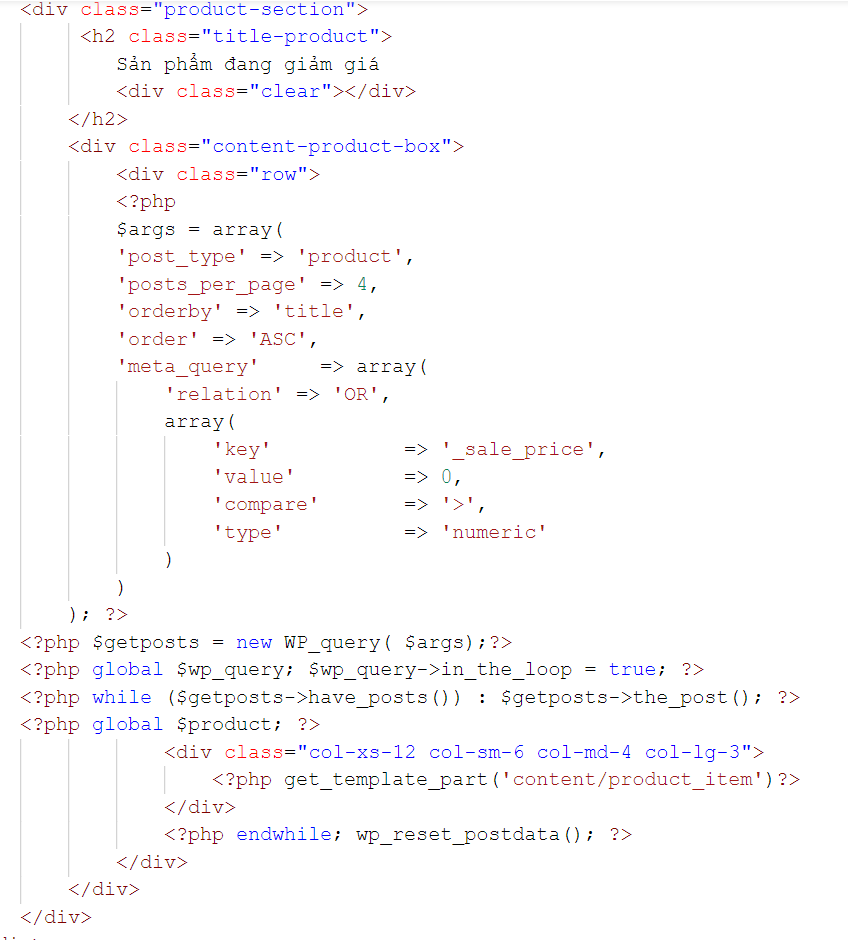 <div class="product-section">
<h2 class="title-product">
Sản phẩm đang giảm giá
<div class="clear"></div>
</h2>
<div class="content-product-box">
<div class="row">
<?php
$args = array(
'post_type' => 'product',
'posts_per_page' => 4,
'orderby' => 'title',
'order' => 'ASC',
'meta_query' => array(
'relation' => 'OR',
array(
'key' => '_sale_price',
'value' => 0,
'compare' => '>',
'type' => 'numeric'
)
)
); ?>
<?php $getposts = new WP_query( $args);?>
<?php global $wp_query; $wp_query->in_the_loop = true; ?>
<?php while ($getposts->have_posts()) : $getposts->the_post(); ?>
<?php global $product; ?>
<div class="col-xs-12 col-sm-6 col-md-4 col-lg-3">
<?php get_template_part('content/product_item')?>
</div>
<?php endwhile; wp_reset_postdata(); ?>
</div>
</div>
</div>